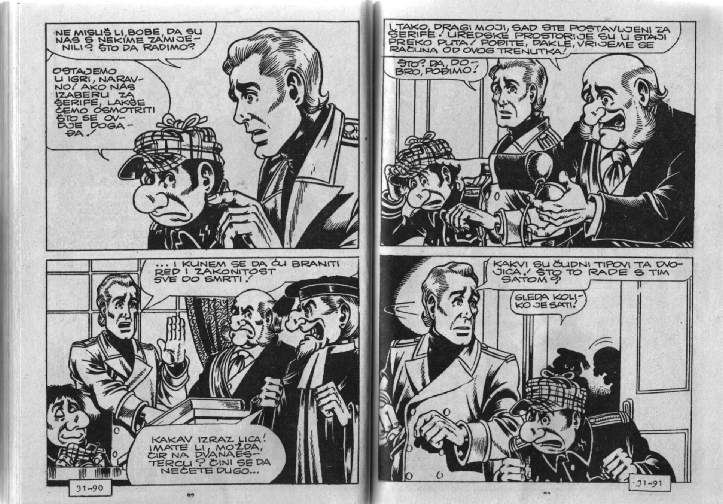 NE MISLIŠ LI, BOBE, DA SU
NAS S NEKIME ZAMIJE-
NILI? ŠTO DA RADIMO?
OSTAJEMO
U IGRI, NARAV-
NO! AKO NAS
IZABERU ZA
ŠERIFE, LAKŠE
ĆEMO OSMOTRITI
ŠTO SE OV-
DJE DOGA-
ĐA!
... I KUNEM SE DA ĆU BRANITI
RED I ZAKONITOST
SVE DO SMRTI!
KAKAV IZRAZ LICA!
IMATE LI, MOŽDA,
ČIR NA DVANAES-
TERCU? ČINI SE DA
NEĆETE DUGO...
31-90
I TAKO, DRAGI MOJI, SAD STE POSTAVLJENI ZA
ŠERIFE! UREDSKE PROSTORIJE SU U STAJI
PREKO PUTA! POĐITE, DAKLE, VRIJEME SE
RAČUNA OD OVOG TRENUTKA!
ŠTO? DA, DO-
BRO, POĐIMO!
KAKVI SU ČUDNI TIPOVI TA DVO-
JICA! ŠTO TO RADE S TIM
SATOM?
GLEDA KOLI-
KO JE SATI!
31-91